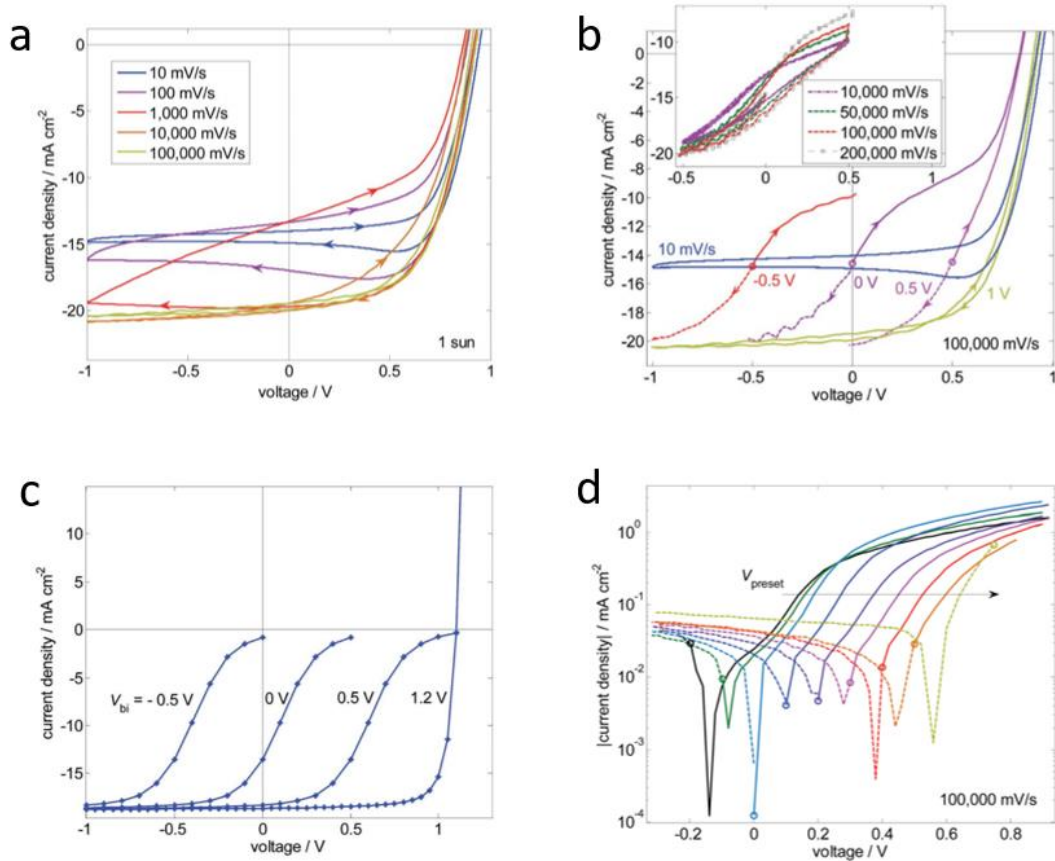 a
0
-5
-10
-15
-20
-1
-0.5
0
0.5
1
current density / mA cm-2
voltage / V
10 mV/s
100 mV/s
1,000 mV/s
10,000 mV/s
100,000 mV/s
1 sun
b
-10
-15
-20
-0.5
0
0.5
1
10,000 mV/s
50,000 mV/s
100,000 mV/s
200,000 mV/s
0
-2
-4
-6
-8
-10
-12
-14
-16
-18
-20
-1
-0.5
0
0.5
1
current density / mA cm-2
voltage / V
10 mV/s
-0.5 V
0 V
0.5 V
1 V
100,000 mV/s
c
10
5
0
-5
-10
-15
-1
-0.5
0
0.5
1
current density / mA cm-2
voltage / V
Vbi = - 0.5 V
0 V
0.5 V
1.2 V
d
100
10-1
10-2
10-3
10-4
-0.2
0
0.2
0.4
0.6
0.8
|current density| / mA cm-2
voltage / V
Vpreset
100,000 mV/s